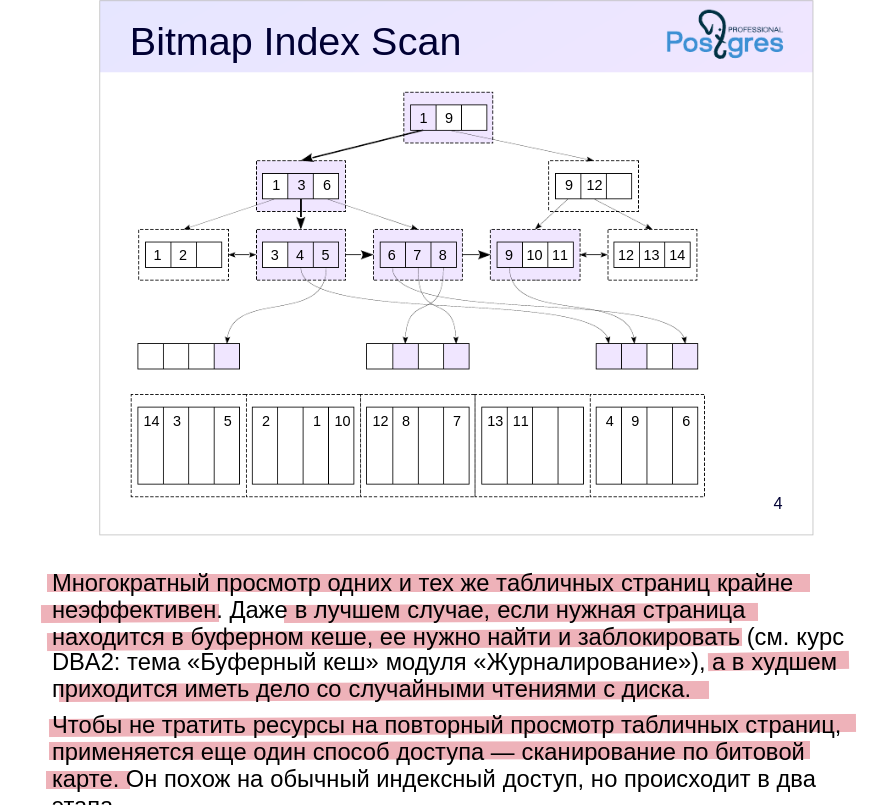 Bitmap Index Scan
PROFESSIONAL
Postgres
1 9
1 3 6
9 12
1 2
3 4 5
6 7 8
9 10 11
12 13 14
14 3 5
2 1 10
12 8 7
13 11
4 9 6
4
Многократный просмотр одних и тех же табличных страниц крайне
неэффективен. Даже в лучшем случае, если нужная страница
находится в буферном кеше, ее нужно найти и заблокировать (см. курс
DBA2: тема «Буферный кеш» модуля «Журналирование»), а в худшем
приходится иметь дело со случайными чтениями с диска.
Чтобы не тратить ресурсы на повторный просмотр табличных страниц,
применяется еще один способ доступа — сканирование по битовой
карте. Он похож на обычный индексный доступ, но происходит в два
этапа.